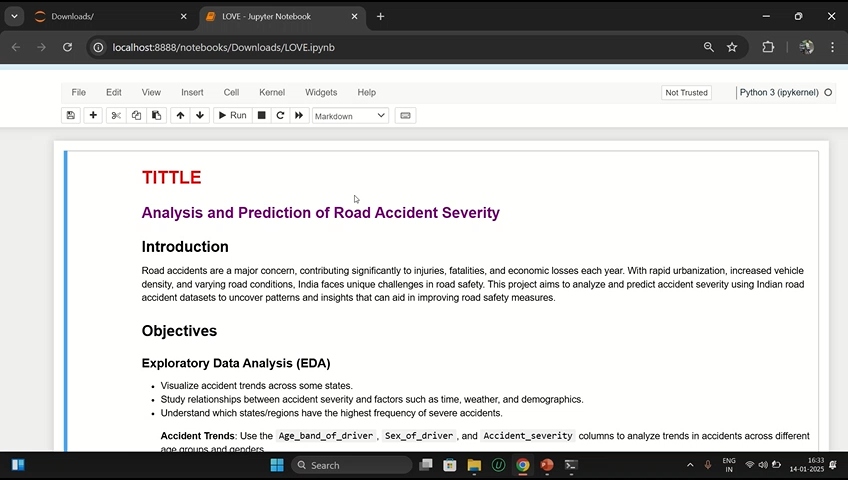 Downloads/
LOVE - Jupyter Notebook
localhost:8888/notebooks/Downloads/LOVE.ipynb
File Edit View Insert Cell Kernel Widgets Help
Not Trusted
Python 3 (ipykernel)
Run
Markdown
TITTLE
Analysis and Prediction of Road Accident Severity
Introduction
Road accidents are a major concern, contributing significantly to injuries, fatalities, and economic losses each year. With rapid urbanization, increased vehicle
density, and varying road conditions, India faces unique challenges in road safety. This project aims to analyze and predict accident severity using Indian road
accident datasets to uncover patterns and insights that can aid in improving road safety measures.
Objectives
Exploratory Data Analysis (EDA)
• Visualize accident trends across some states.
• Study relationships between accident severity and factors such as time, weather, and demographics.
• Understand which states/regions have the highest frequency of severe accidents.
Accident Trends: Use the Age_band_of_driver , Sex_of_driver , and Accident_severity columns to analyze trends in accidents across different
age groups and genders.
Search
ENG
IN
16:33
14-01-2025